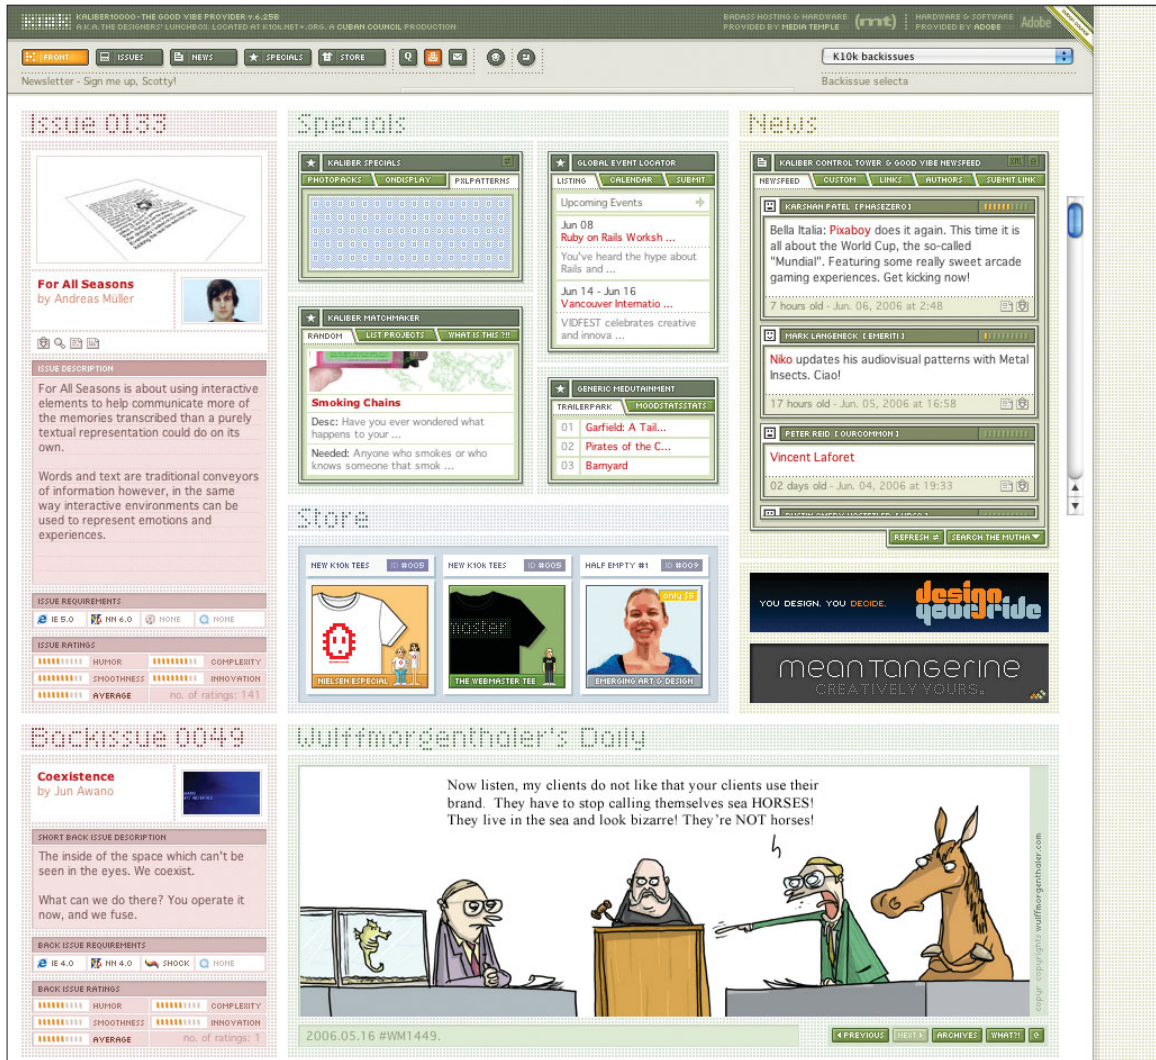 KALIBER10000 - THE GOOD VIBE PROVIDER v.6.25B
A.K.A. THE DESIGNERS' LUNCHBOX. LOCATED AT K10K.NET+.ORG. A CUBAN COUNCIL PRODUCTION
BADASS HOSTING & HARDWARE
PROVIDED BY MEDIA TEMPLE
(mt)
HARDWARE & SOFTWARE
PROVIDED BY ADOBE
Adobe
CUBAN COUNCIL
FRONT
ISSUES
NEWS
SPECIALS
STORE
K10k backissues
Newsletter - Sign me up, Scotty!
Backissue selecta
Issue 0133
For All Seasons
by Andreas Müller
ISSUE DESCRIPTION
For All Seasons is about using interactive
elements to help communicate more of
the memories transcribed than a purely
textual representation could do on its
own.
Words and text are traditional conveyors
of information however, in the same
way interactive environments can be
used to represent emotions and
experiences.
ISSUE REQUIREMENTS
IE 5.0 NN 6.0 NONE NONE
ISSUE RATINGS
HUMOR COMPLEXITY
SMOOTHNESS INNOVATION
AVERAGE no. of ratings: 141
Specials
KALIBER SPECIALS
PHOTOPACKS ONDISPLAY PXLPATTERNS
KALIBER MATCHMAKER
RANDOM LIST PROJECTS WHAT IS THIS ?!!
Smoking Chains
Desc: Have you ever wondered what
happens to your ...
Needed: Anyone who smokes or who
knows someone that smok ...
GLOBAL EVENT LOCATOR
LISTING CALENDAR SUBMIT
Upcoming Events
Jun 08
Ruby on Rails Worksh ...
You've heard the hype about
Rails and ...
Jun 14 - Jun 16
Vancouver Internatio ...
VIDFEST celebrates creative
and innova ...
GENERIC MEDUTAINMENT
TRAILERPARK MOODSTATSSTATS
01 Garfield: A Tail...
02 Pirates of the C...
03 Barnyard
News
KALIBER CONTROL TOWER & GOOD VIBE NEWSFEED
XML
NEWSFEED CUSTOM LINKS AUTHORS SUBMIT LINK
KARSHAN PATEL [PHASEZERO]
Bella Italia: Pixaboy does it again. This time it is
all about the World Cup, the so-called
"Mundial". Featuring some really sweet arcade
gaming experiences. Get kicking now!
7 hours old - Jun. 06, 2006 at 2:48
MARK LANGENECK [EMERITI]
Niko updates his audiovisual patterns with Metal
Insects. Ciao!
17 hours old - Jun. 05, 2006 at 16:58
PETER REID [OURCOMMON]
Vincent Laforet
02 days old - Jun. 04, 2006 at 19:33
REFRESH SEARCH THE MUTHA
Store
NEW K10k TEES ID #005
NEW K10k TEES ID #005
HALF EMPTY #1 ID #009
master
only $5
NIELSEN ESPECIAL
THE WEBMASTER TEE
EMERGING ART & DESIGN
YOU DESIGN. YOU DECIDE.
design
your ride
mean tangerine
CREATIVELY YOURS.
Backissue 0049
Coexistence
by Jun Awano
SHORT BACK ISSUE DESCRIPTION
The inside of the space which can't be
seen in the eyes. We coexist.
What can we do there? You operate it
now, and we fuse.
BACK ISSUE REQUIREMENTS
IE 4.0 NN 4.0 SHOCK NONE
BACK ISSUE RATINGS
HUMOR COMPLEXITY
SMOOTHNESS INNOVATION
AVERAGE no. of ratings: 1
Wulffmorgenthaler's Daily
Now listen, my clients do not like that your clients use their
brand. They have to stop calling themselves sea HORSES!
They live in the sea and look bizarre! They're NOT horses!
copyr copyrights wulffmorgenthaler.com
2006.05.16 #WM1449.
PREVIOUS NEXT ARCHIVES WHAT?! @